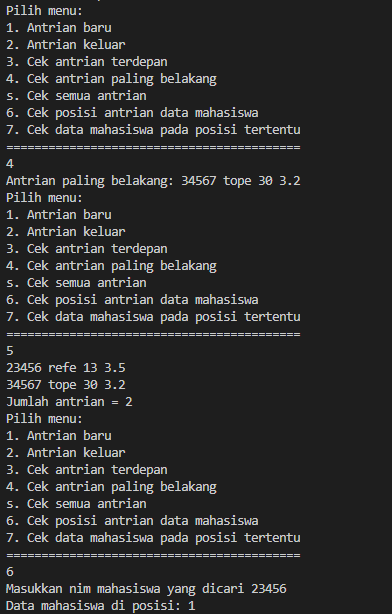 Pilih menu:
1. Antrian baru
2. Antrian keluar
3. Cek antrian terdepan
4. Cek antrian paling belakang
s. Cek semua antrian
6. Cek posisi antrian data mahasiswa
7. Cek data mahasiswa pada posisi tertentu
==========================================
4
Antrian paling belakang: 34567 tope 30 3.2
Pilih menu:
1. Antrian baru
2. Antrian keluar
3. Cek antrian terdepan
4. Cek antrian paling belakang
s. Cek semua antrian
6. Cek posisi antrian data mahasiswa
7. Cek data mahasiswa pada posisi tertentu
==========================================
5
23456 refe 13 3.5
34567 tope 30 3.2
Jumlah antrian = 2
Pilih menu:
1. Antrian baru
2. Antrian keluar
3. Cek antrian terdepan
4. Cek antrian paling belakang
s. Cek semua antrian
6. Cek posisi antrian data mahasiswa
7. Cek data mahasiswa pada posisi tertentu
==========================================
6
Masukkan nim mahasiswa yang dicari 23456
Data mahasiswa di posisi: 1